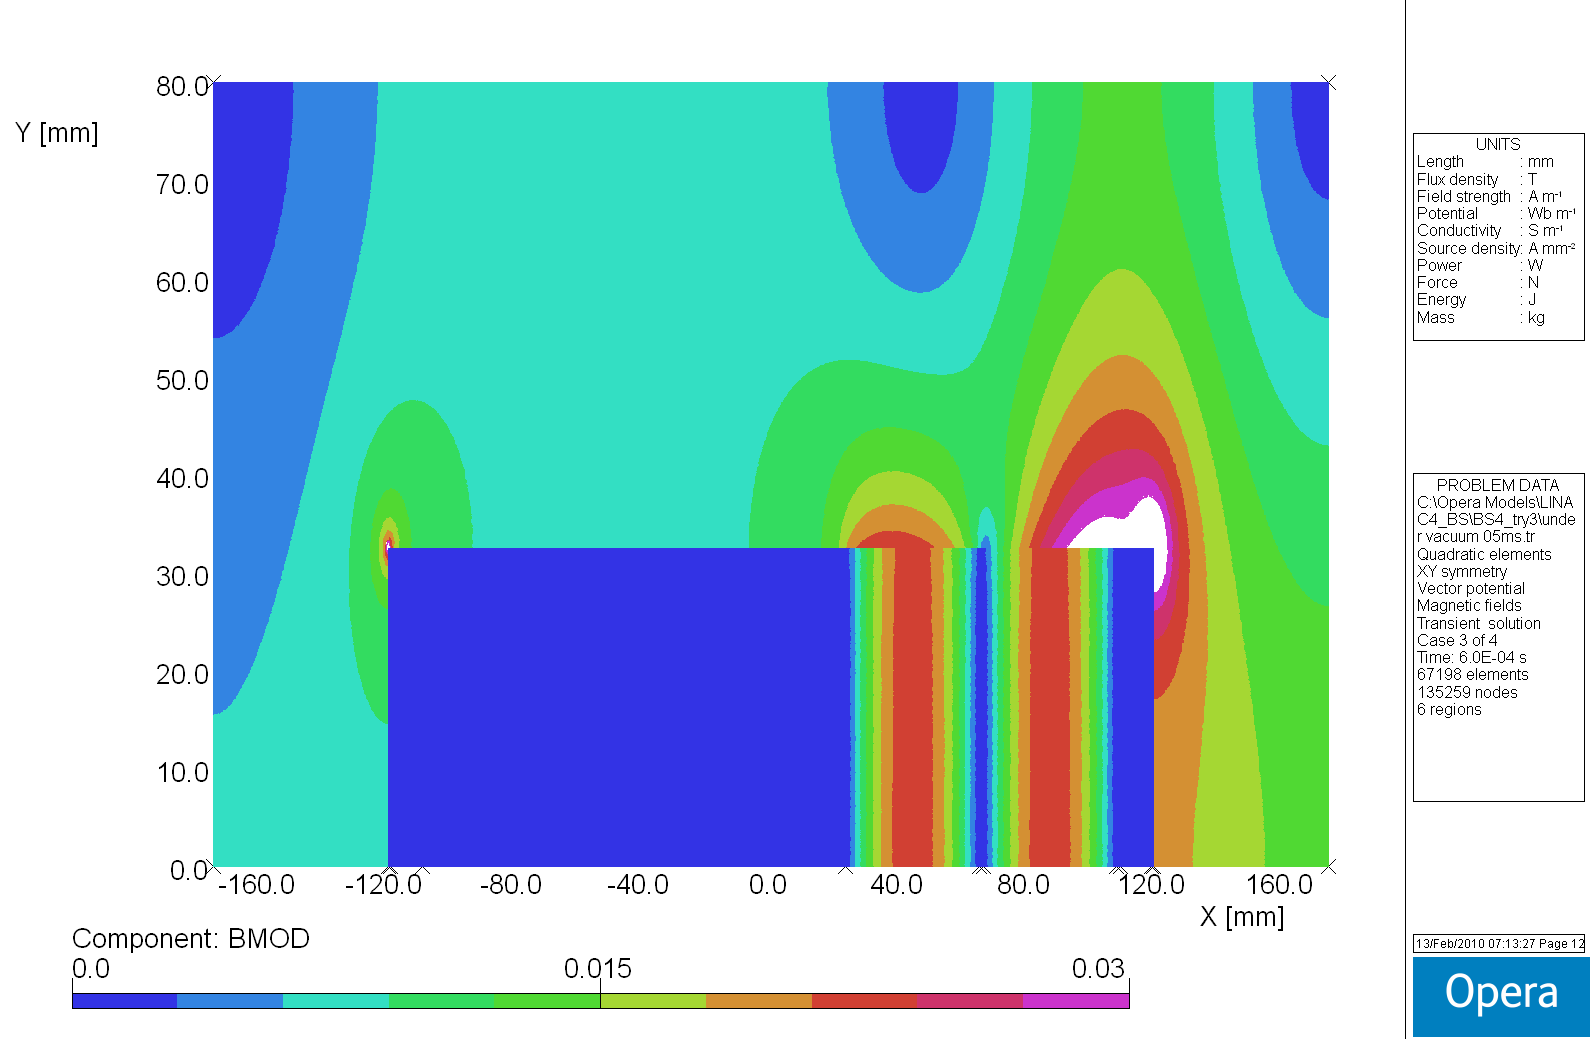 80.0
Y [mm]
70.0
60.0
50.0
40.0
30.0
20.0
10.0
0.0
-160.0 -120.0 -80.0 -40.0 0.0 40.0 80.0 120.0 160.0
X [mm]
Component: BMOD
0.0 0.015 0.03
UNITS
Length : mm
Flux density : T
Field strength : A m⁻¹
Potential : Wb m⁻¹
Conductivity : S m⁻¹
Source density: A mm⁻²
Power : W
Force : N
Energy : J
Mass : kg
PROBLEM DATA
C:\Opera Models\LINA
C4_BS\BS4_try3\unde
r vacuum 05ms.tr
Quadratic elements
XY symmetry
Vector potential
Magnetic fields
Transient solution
Case 3 of 4
Time: 6.0E-04 s
67198 elements
135259 nodes
6 regions
13/Feb/2010 07:13:27 Page 12
Opera